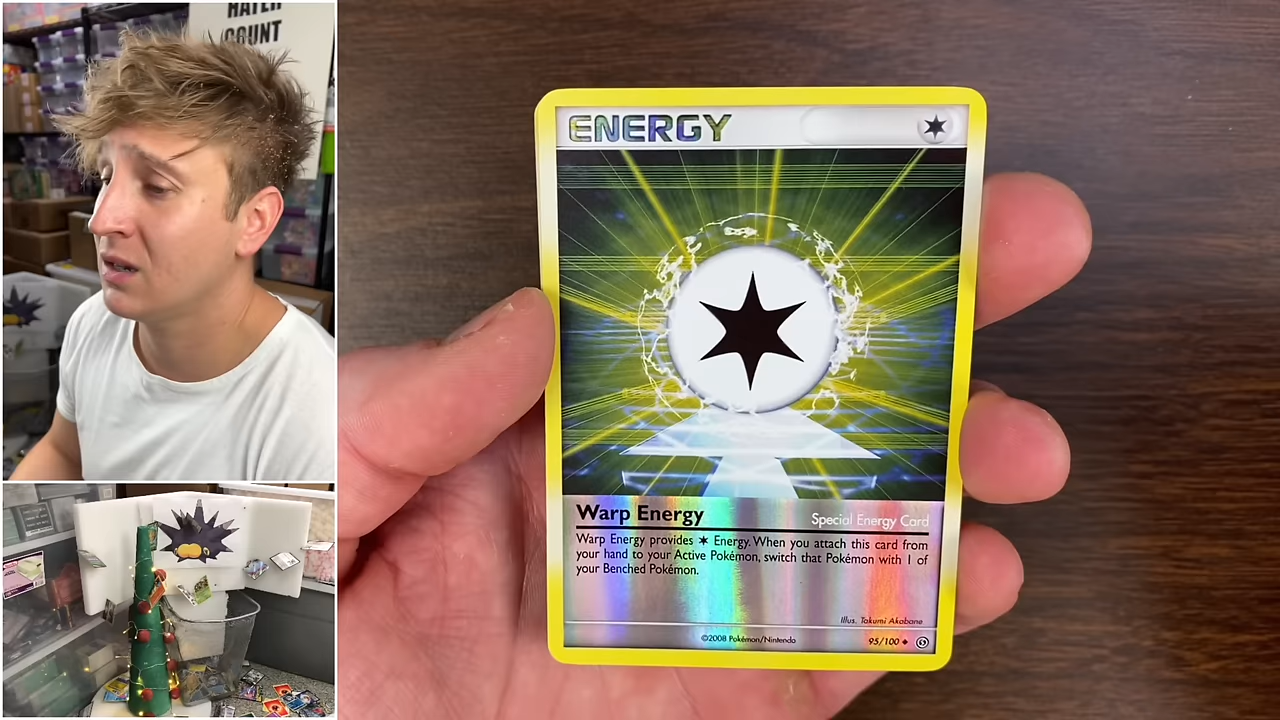 HATER
COUNT
ENERGY
Warp Energy
Special Energy Card
Warp Energy provides ✶ Energy. When you attach this card from
your hand to your Active Pokémon, switch that Pokémon with 1 of
your Benched Pokémon.
Illus. Takumi Akabane
©2008 Pokémon/Nintendo
95/100